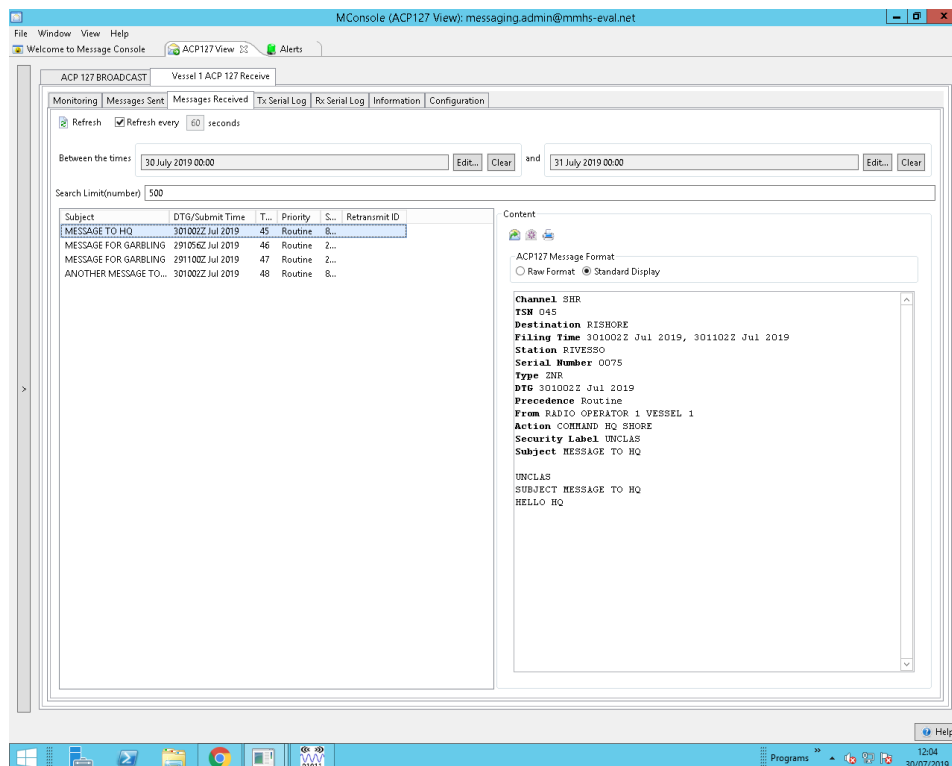 MConsole (ACP127 View): messaging.admin@mmhs-eval.net
File Window View Help
Welcome to Message Console ACP127 View Alerts
ACP 127 BROADCAST Vessel 1 ACP 127 Receive
Monitoring Messages Sent Messages Received Tx Serial Log Rx Serial Log Information Configuration
Refresh Refresh every 60 seconds
Between the times 30 July 2019 00:00 Edit... Clear and 31 July 2019 00:00 Edit... Clear
Search Limit(number) 500
Subject DTG/Submit Time T... Priority S... Retransmit ID
MESSAGE TO HQ 301002Z Jul 2019 45 Routine 8...
MESSAGE FOR GARBLING 291056Z Jul 2019 46 Routine 2...
MESSAGE FOR GARBLING 291100Z Jul 2019 47 Routine 2...
ANOTHER MESSAGE TO... 301002Z Jul 2019 48 Routine 8...
Content
ACP127 Message Format
Raw Format Standard Display
Channel SHR
TSN 045
Destination RISHORE
Filing Time 301002Z Jul 2019, 301102Z Jul 2019
Station RIVESSO
Serial Number 0075
Type ZNR
DTG 301002Z Jul 2019
Precedence Routine
From RADIO OPERATOR 1 VESSEL 1
Action COMMAND HQ SHORE
Security Label UNCLAS
Subject MESSAGE TO HQ
UNCLAS
SUBJECT MESSAGE TO HQ
HELLO HQ
Help
Programs
12:04
30/07/2019